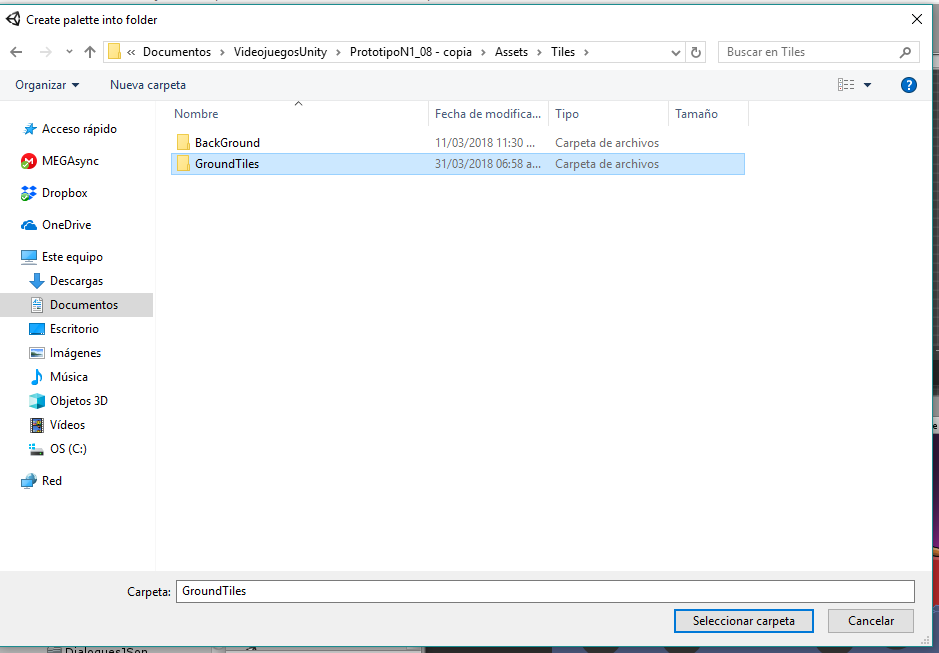 Create palette into folder
« Documentos › VideojuegosUnity › PrototipoN1_08 - copia › Assets › Tiles ›
Buscar en Tiles
Organizar
Nueva carpeta
Nombre
Fecha de modifica...
Tipo
Tamaño
Acceso rápido
MEGAsync
Dropbox
OneDrive
Este equipo
Descargas
Documentos
Escritorio
Imágenes
Música
Objetos 3D
Vídeos
OS (C:)
Red
BackGround 11/03/2018 11:30 ... Carpeta de archivos
GroundTiles 31/03/2018 06:58 a... Carpeta de archivos
Carpeta: GroundTiles
Seleccionar carpeta
Cancelar
DialoguesJSon